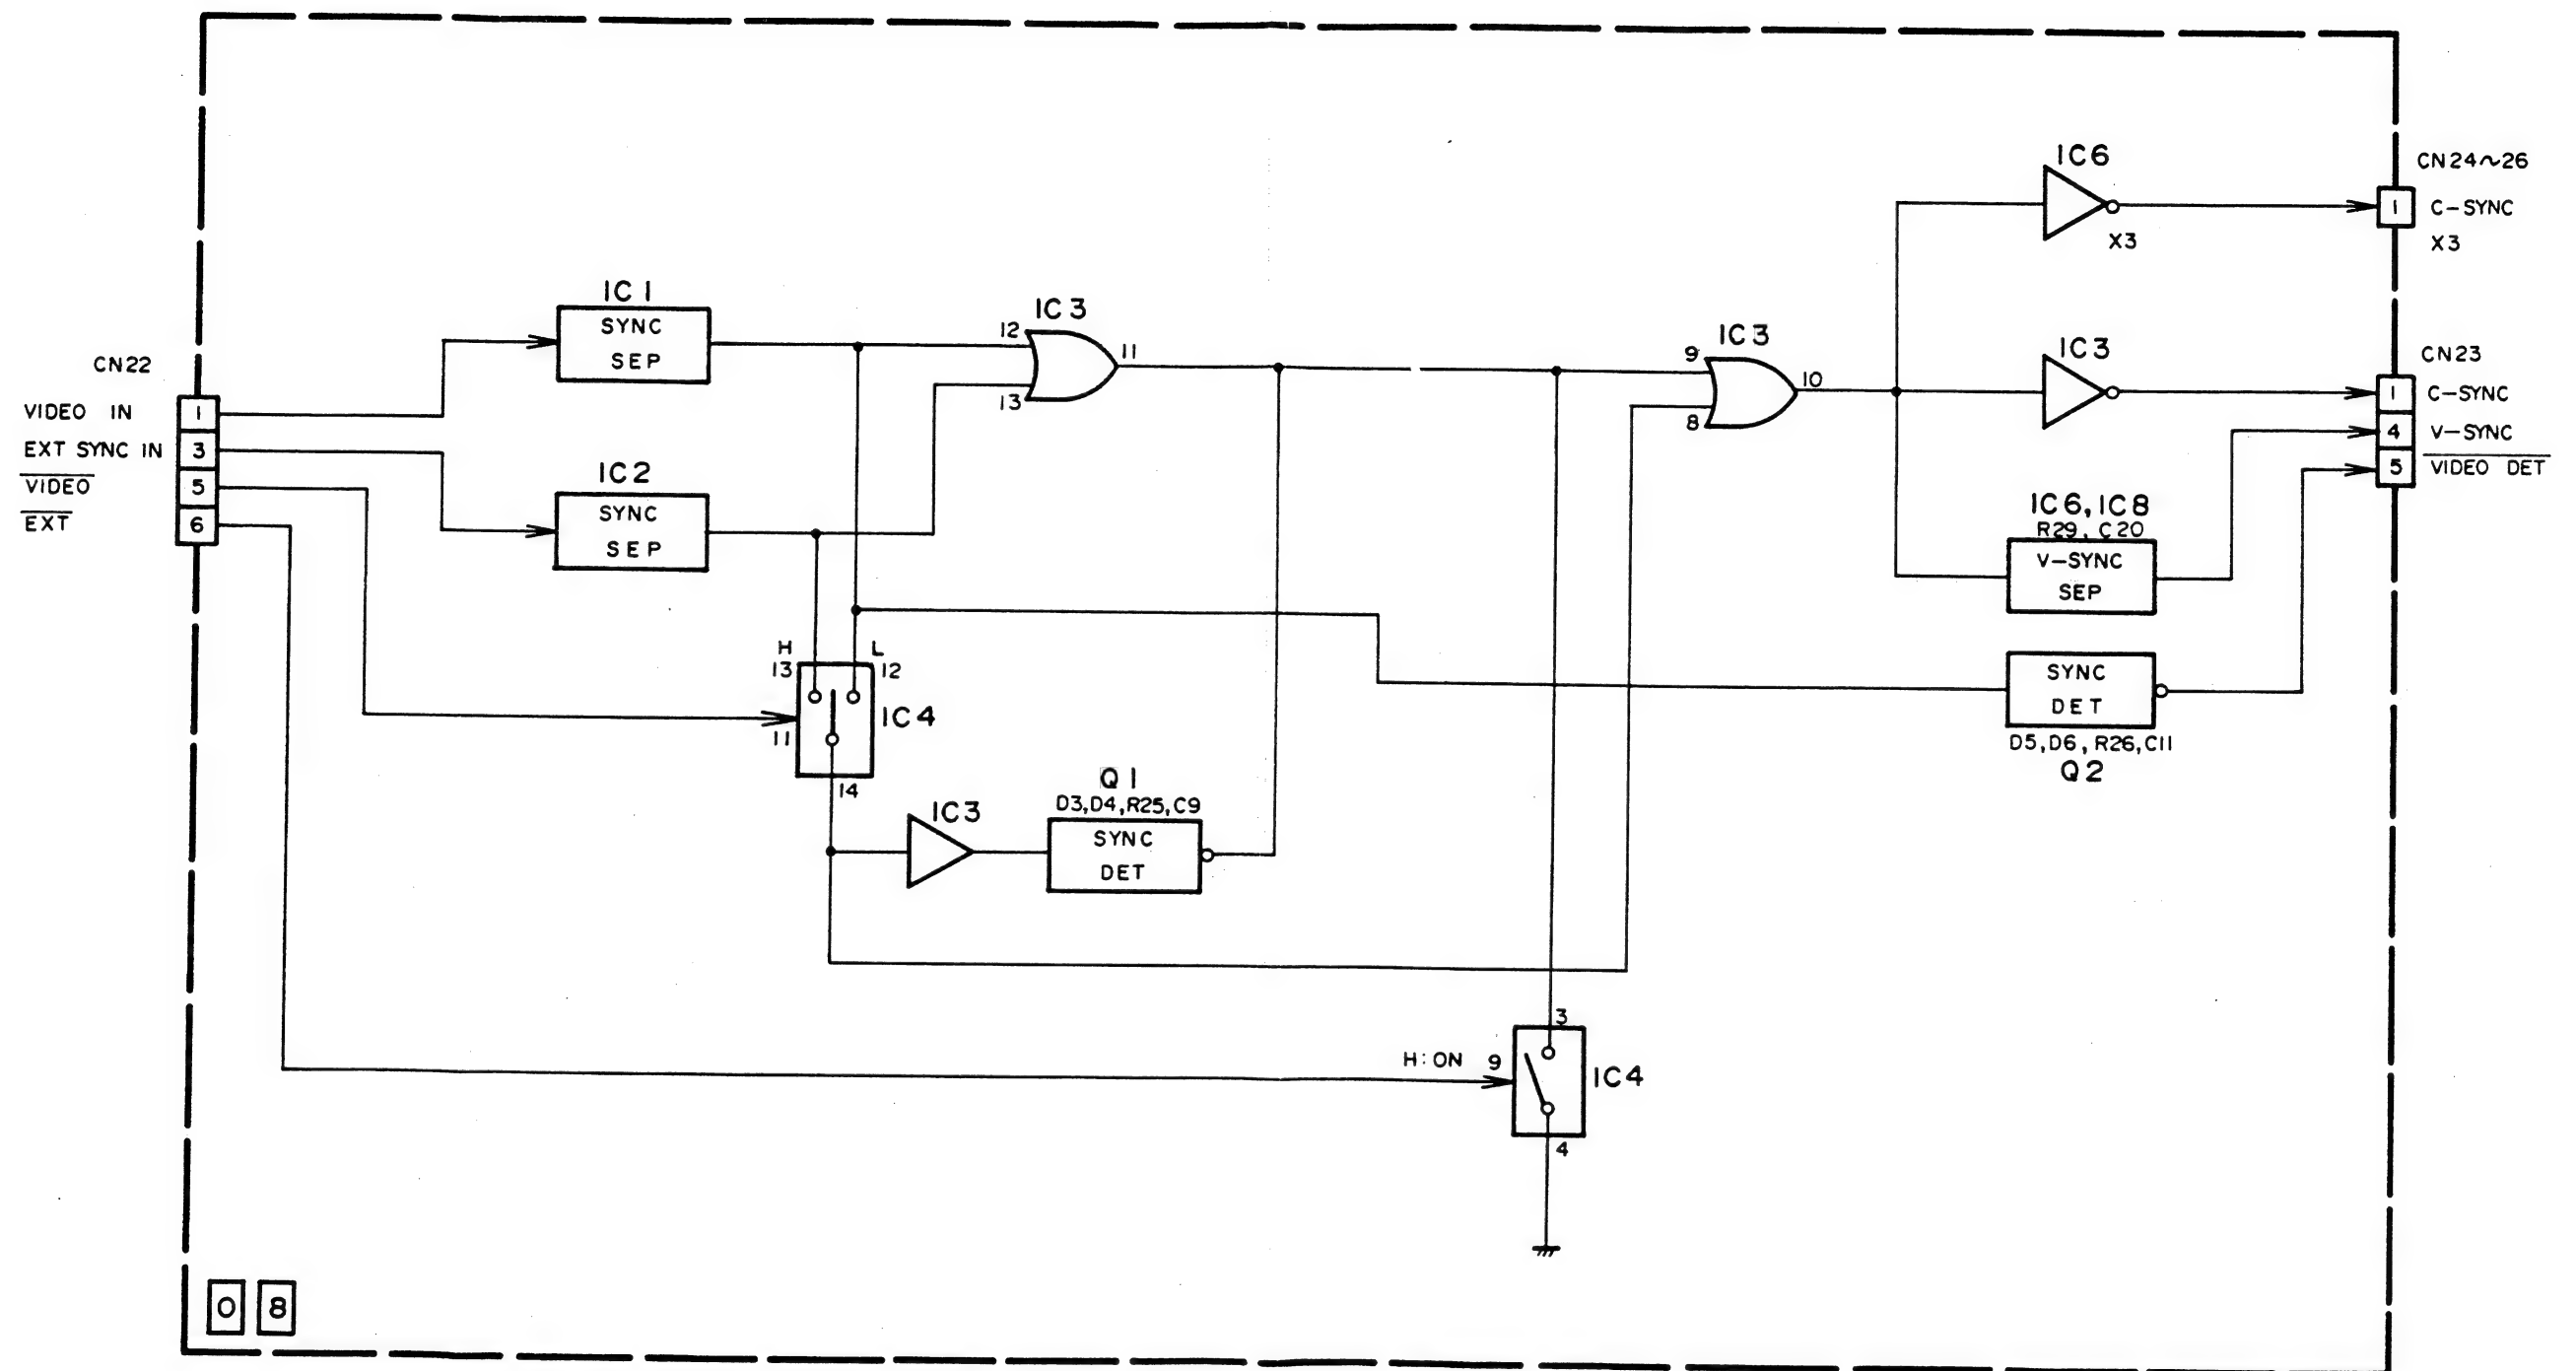 CN22
VIDEO IN
1
EXT SYNC IN
3
VIDEO
5
EXT
6
IC1
SYNC
SEP
IC2
SYNC
SEP
IC3
12
13
11
H
13
L
12
11
IC4
14
IC3
Q1
D3,D4,R25,C9
SYNC
DET
H:ON
9
3
IC4
4
IC3
9
8
10
IC6
X3
CN24~26
1
C-SYNC
X3
IC3
CN23
1
C-SYNC
4
V-SYNC
5
VIDEO DET
IC6,IC8
R29, C20
V-SYNC
SEP
SYNC
DET
D5,D6,R26,C11
Q2
0 8